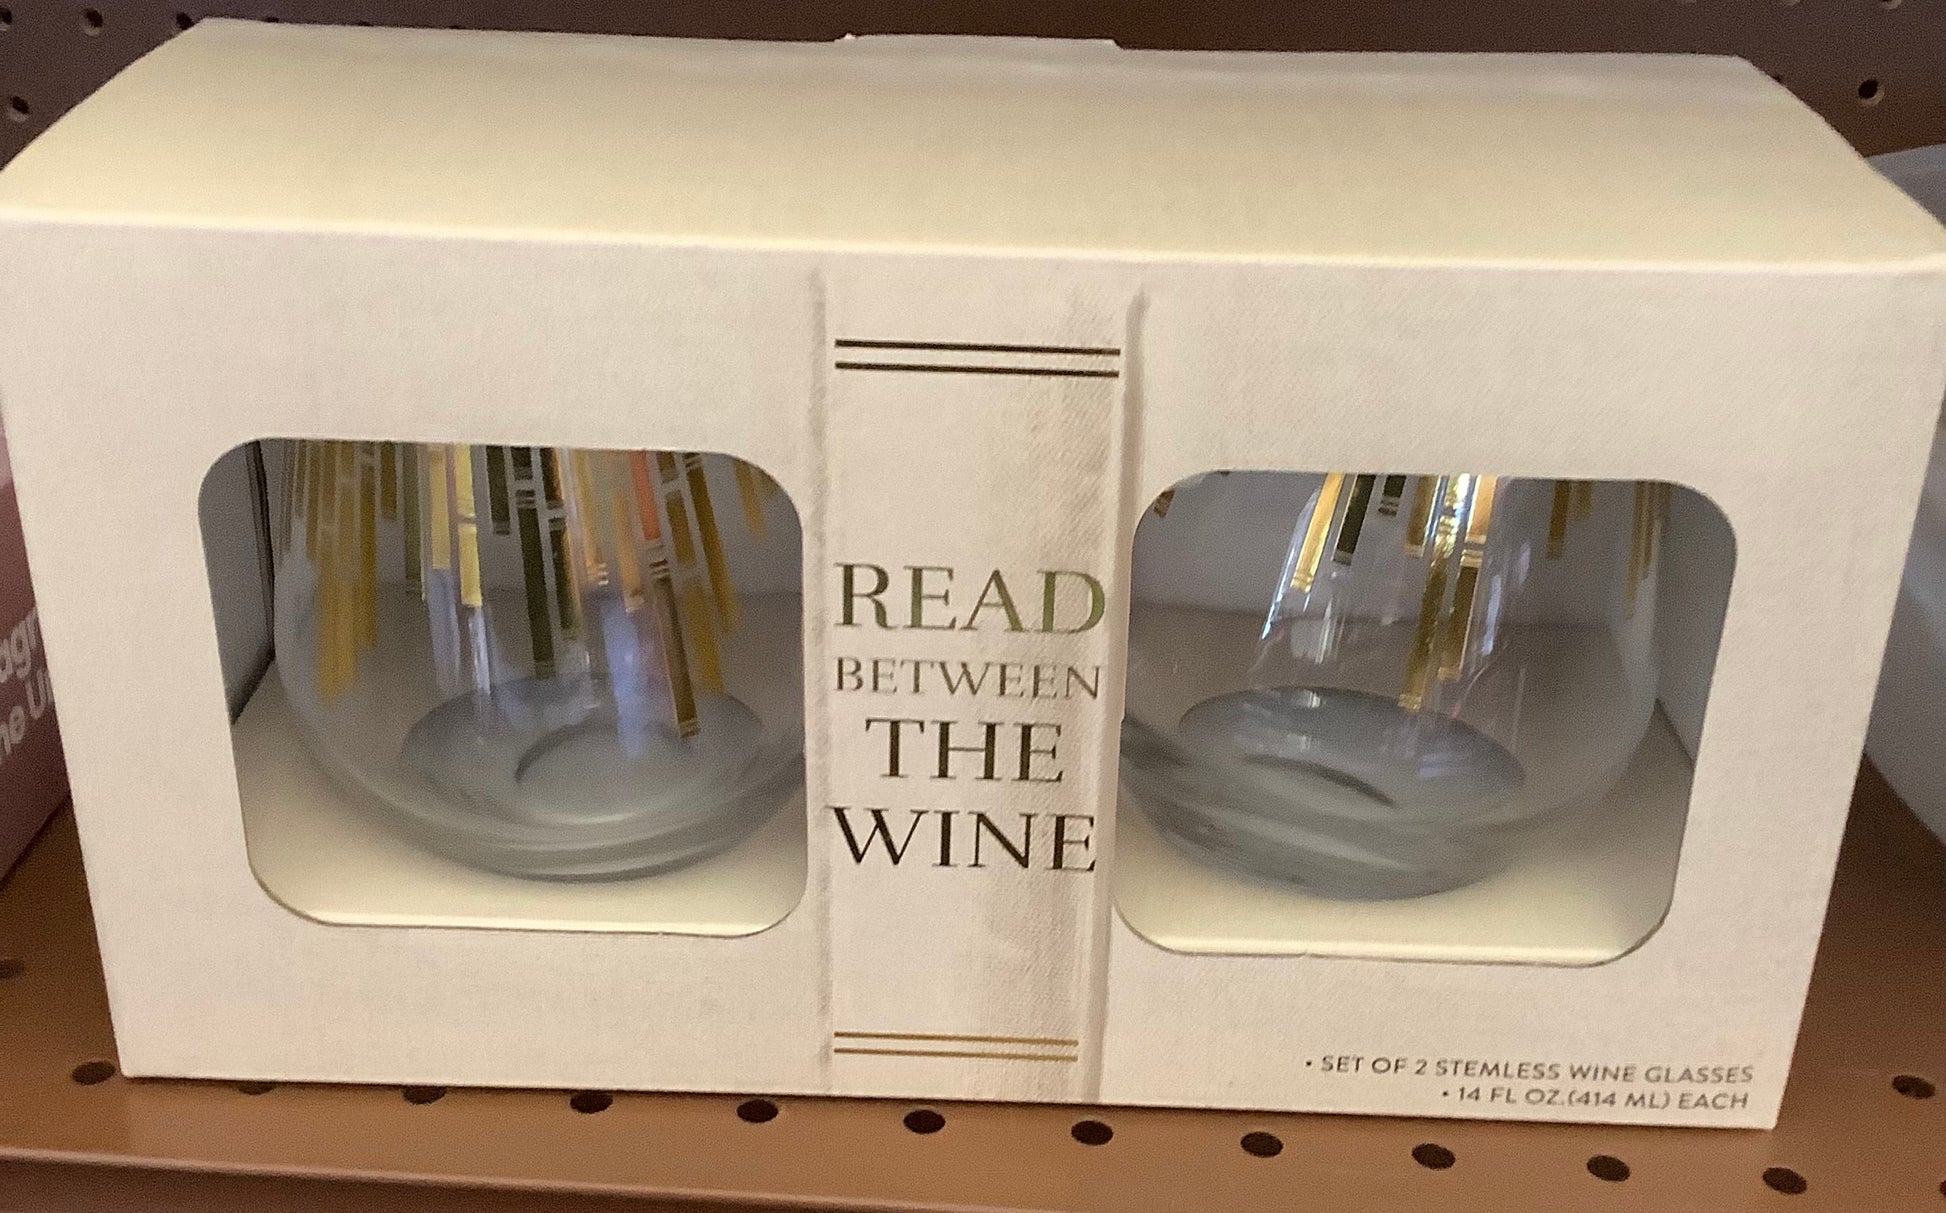 READ
BETWEEN
THE
WINE
• SET OF 2 STEMLESS WINE GLASSES
• 14 FL OZ.(414 ML) EACH